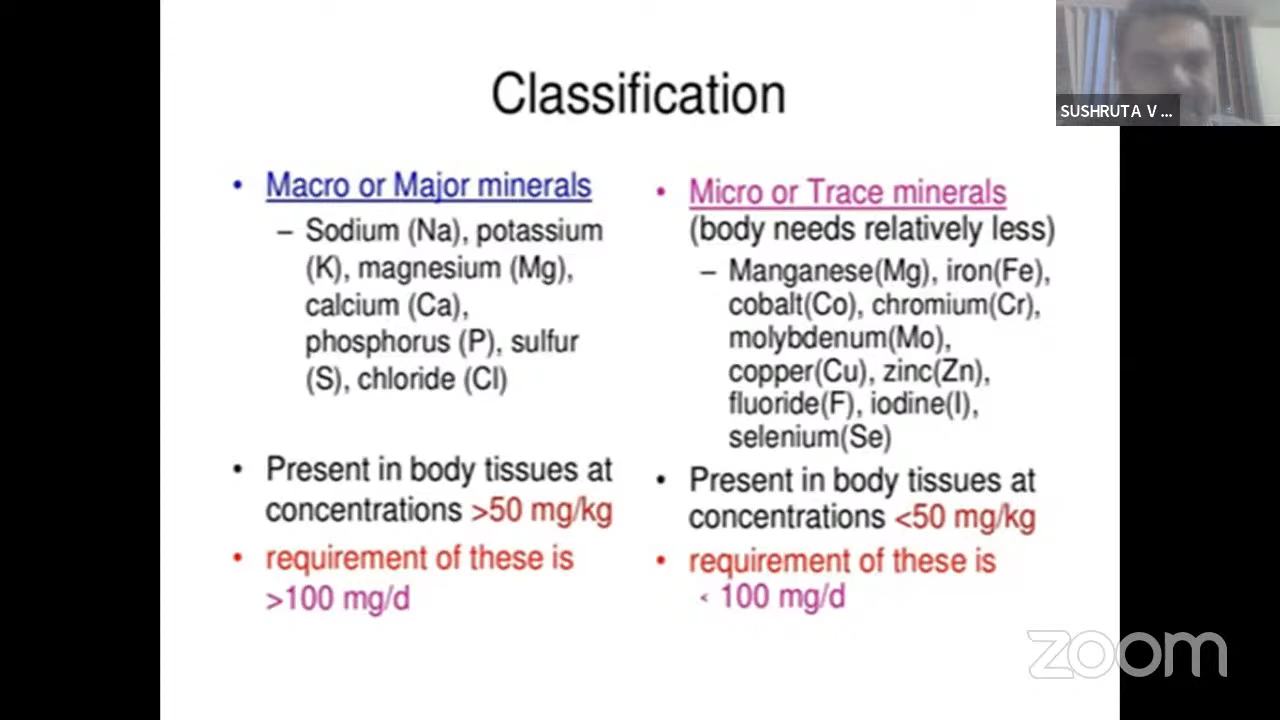 Classification
SUSHRUTA V ...
• Macro or Major minerals
– Sodium (Na), potassium
(K), magnesium (Mg),
calcium (Ca),
phosphorus (P), sulfur
(S), chloride (Cl)
• Present in body tissues at
concentrations >50 mg/kg
• requirement of these is
>100 mg/d
• Micro or Trace minerals
(body needs relatively less)
– Manganese(Mg), iron(Fe),
cobalt(Co), chromium(Cr),
molybdenum(Mo),
copper(Cu), zinc(Zn),
fluoride(F), iodine(I),
selenium(Se)
• Present in body tissues at
concentrations <50 mg/kg
• requirement of these is
< 100 mg/d
zoom